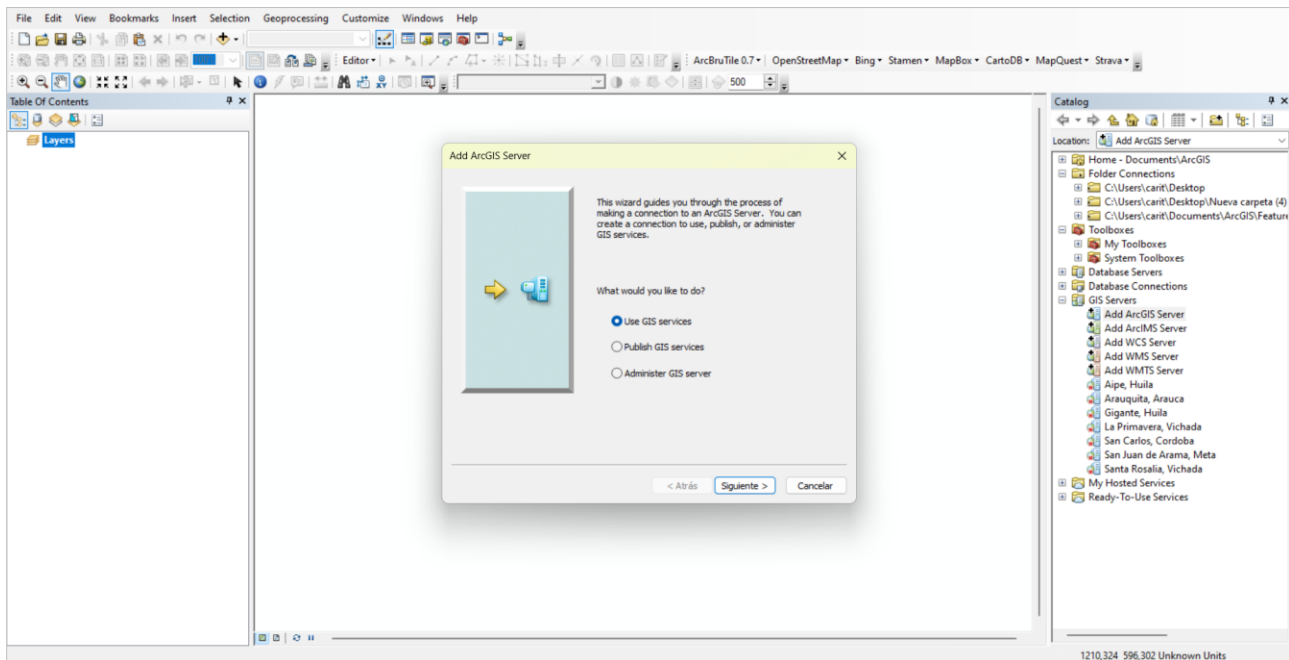 File Edit View Bookmarks Insert Selection Geoprocessing Customize Windows Help
Editor ArcBruTile 0.7 OpenStreetMap Bing Stamen MapBox CartoDB MapQuest Strava
500
Table Of Contents
Layers
Add ArcGIS Server
This wizard guides you through the process of
making a connection to an ArcGIS Server. You can
create a connection to use, publish, or administer
GIS services.
What would you like to do?
Use GIS services
Publish GIS services
Administer GIS server
< Atrás Siguiente > Cancelar
Catalog
Location: Add ArcGIS Server
Home - Documents\ArcGIS
Folder Connections
C:\Users\carit\Desktop
C:\Users\carit\Desktop\Nueva carpeta (4)
C:\Users\carit\Documents\ArcGIS\Feature
Toolboxes
My Toolboxes
System Toolboxes
Database Servers
Database Connections
GIS Servers
Add ArcGIS Server
Add ArcIMS Server
Add WCS Server
Add WMS Server
Add WMTS Server
Aipe, Huila
Arauquita, Arauca
Gigante, Huila
La Primavera, Vichada
San Carlos, Cordoba
San Juan de Arama, Meta
Santa Rosalia, Vichada
My Hosted Services
Ready-To-Use Services
1210,324 596,302 Unknown Units